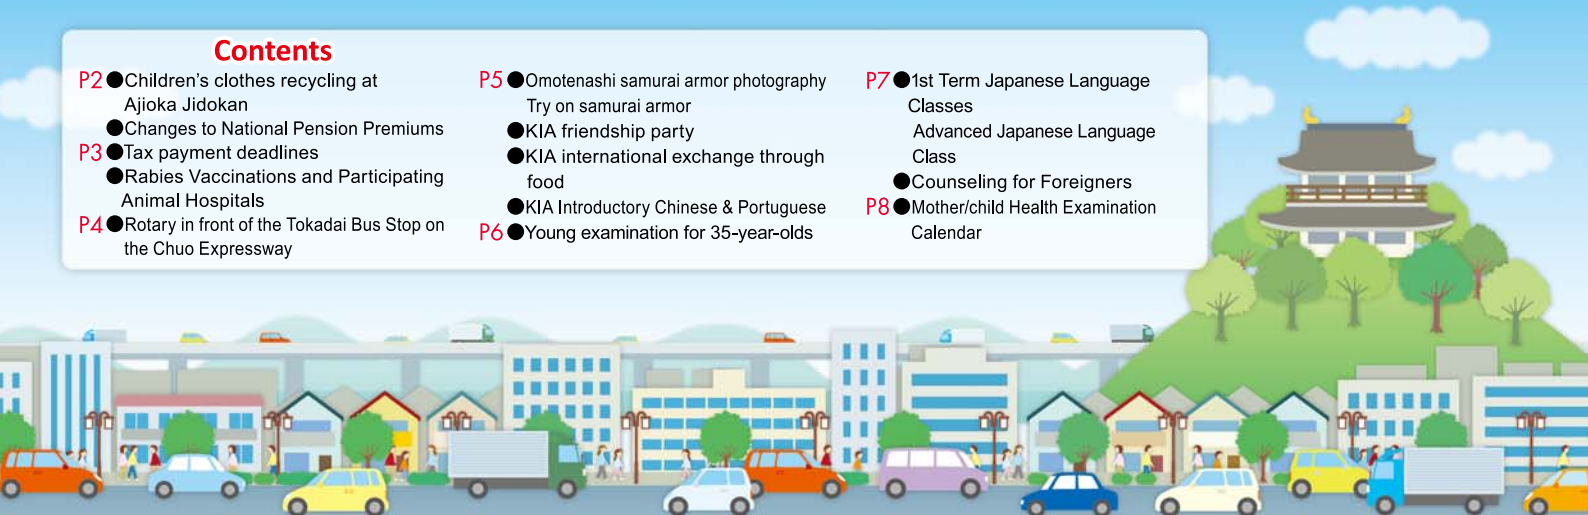 Contents
P2 ●Children's clothes recycling at
Ajioka Jidokan
●Changes to National Pension Premiums
P3 ●Tax payment deadlines
●Rabies Vaccinations and Participating
Animal Hospitals
P4 ●Rotary in front of the Tokadai Bus Stop on
the Chuo Expressway
P5 ●Omotenashi samurai armor photography
Try on samurai armor
●KIA friendship party
●KIA international exchange through
food
●KIA Introductory Chinese & Portuguese
P6 ●Young examination for 35-year-olds
P7 ●1st Term Japanese Language
Classes
Advanced Japanese Language
Class
●Counseling for Foreigners
P8 ●Mother/child Health Examination
Calendar